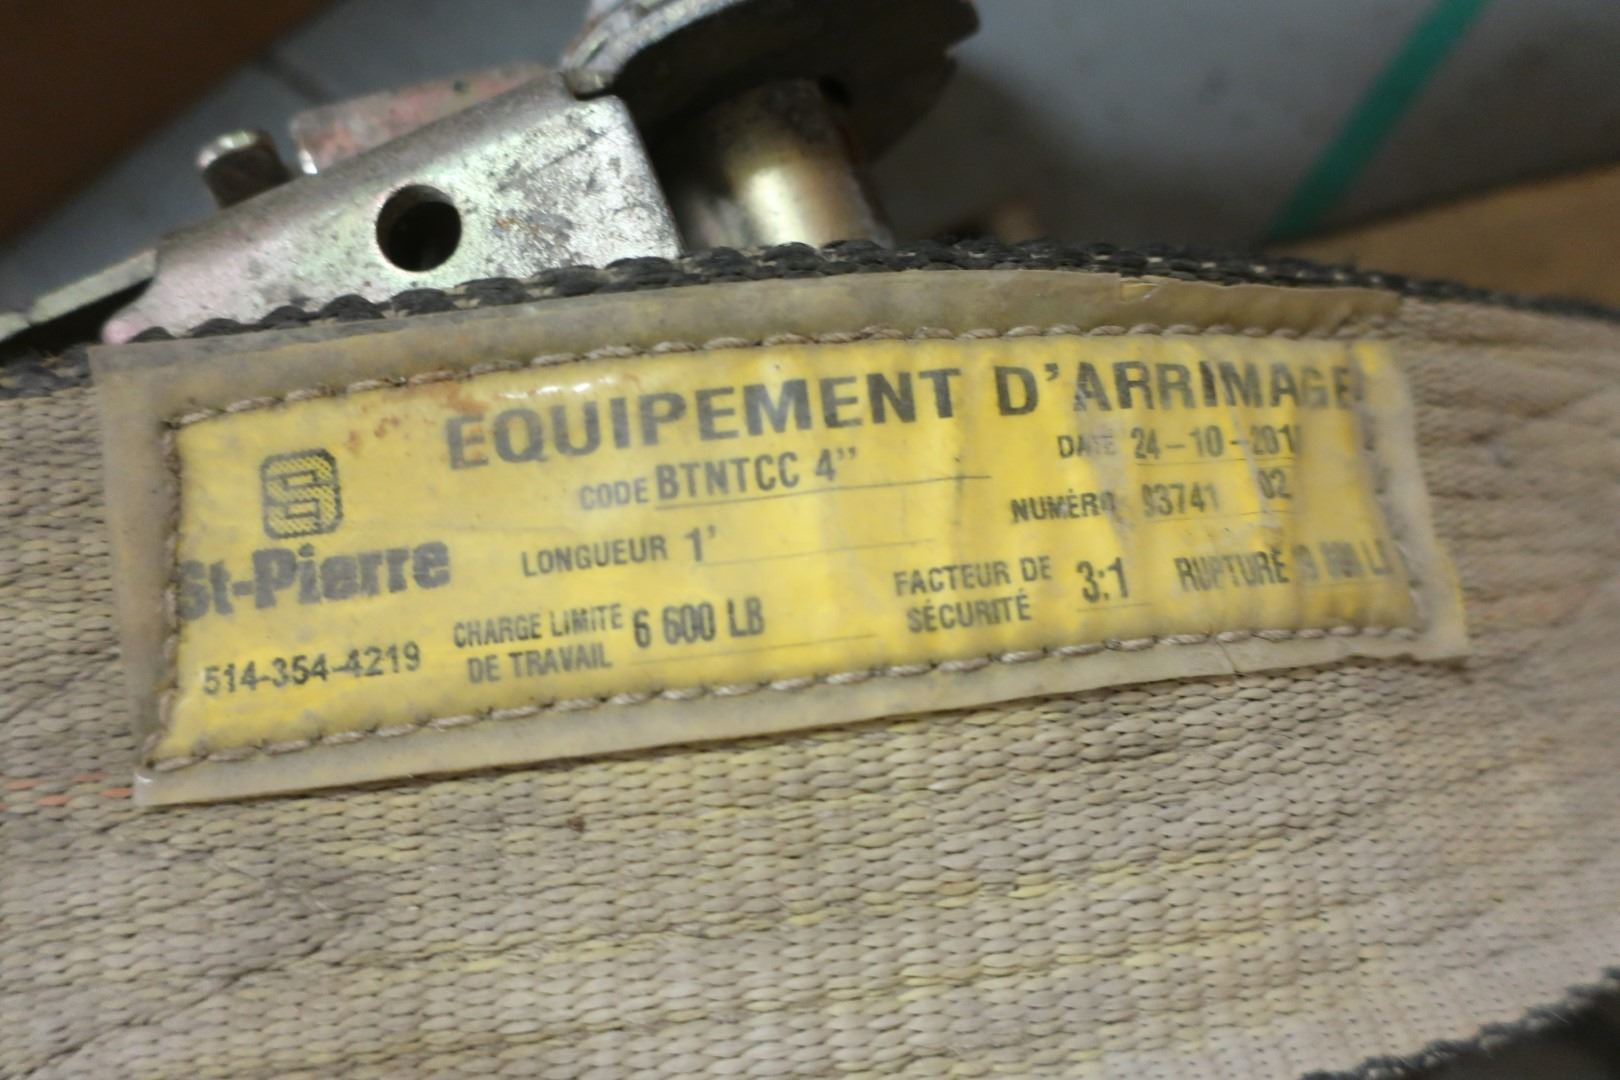 EQUIPEMENT D'ARRIMAGE
CODE BTNTCC 4"
DATE 24-10-201
St-Pierre
LONGUEUR 1'
NUMÉRO 93741 02
514-354-4219
CHARGE LIMITE DE TRAVAIL 6 600 LB
FACTEUR DE SÉCURITÉ 3:1
RUPTURE